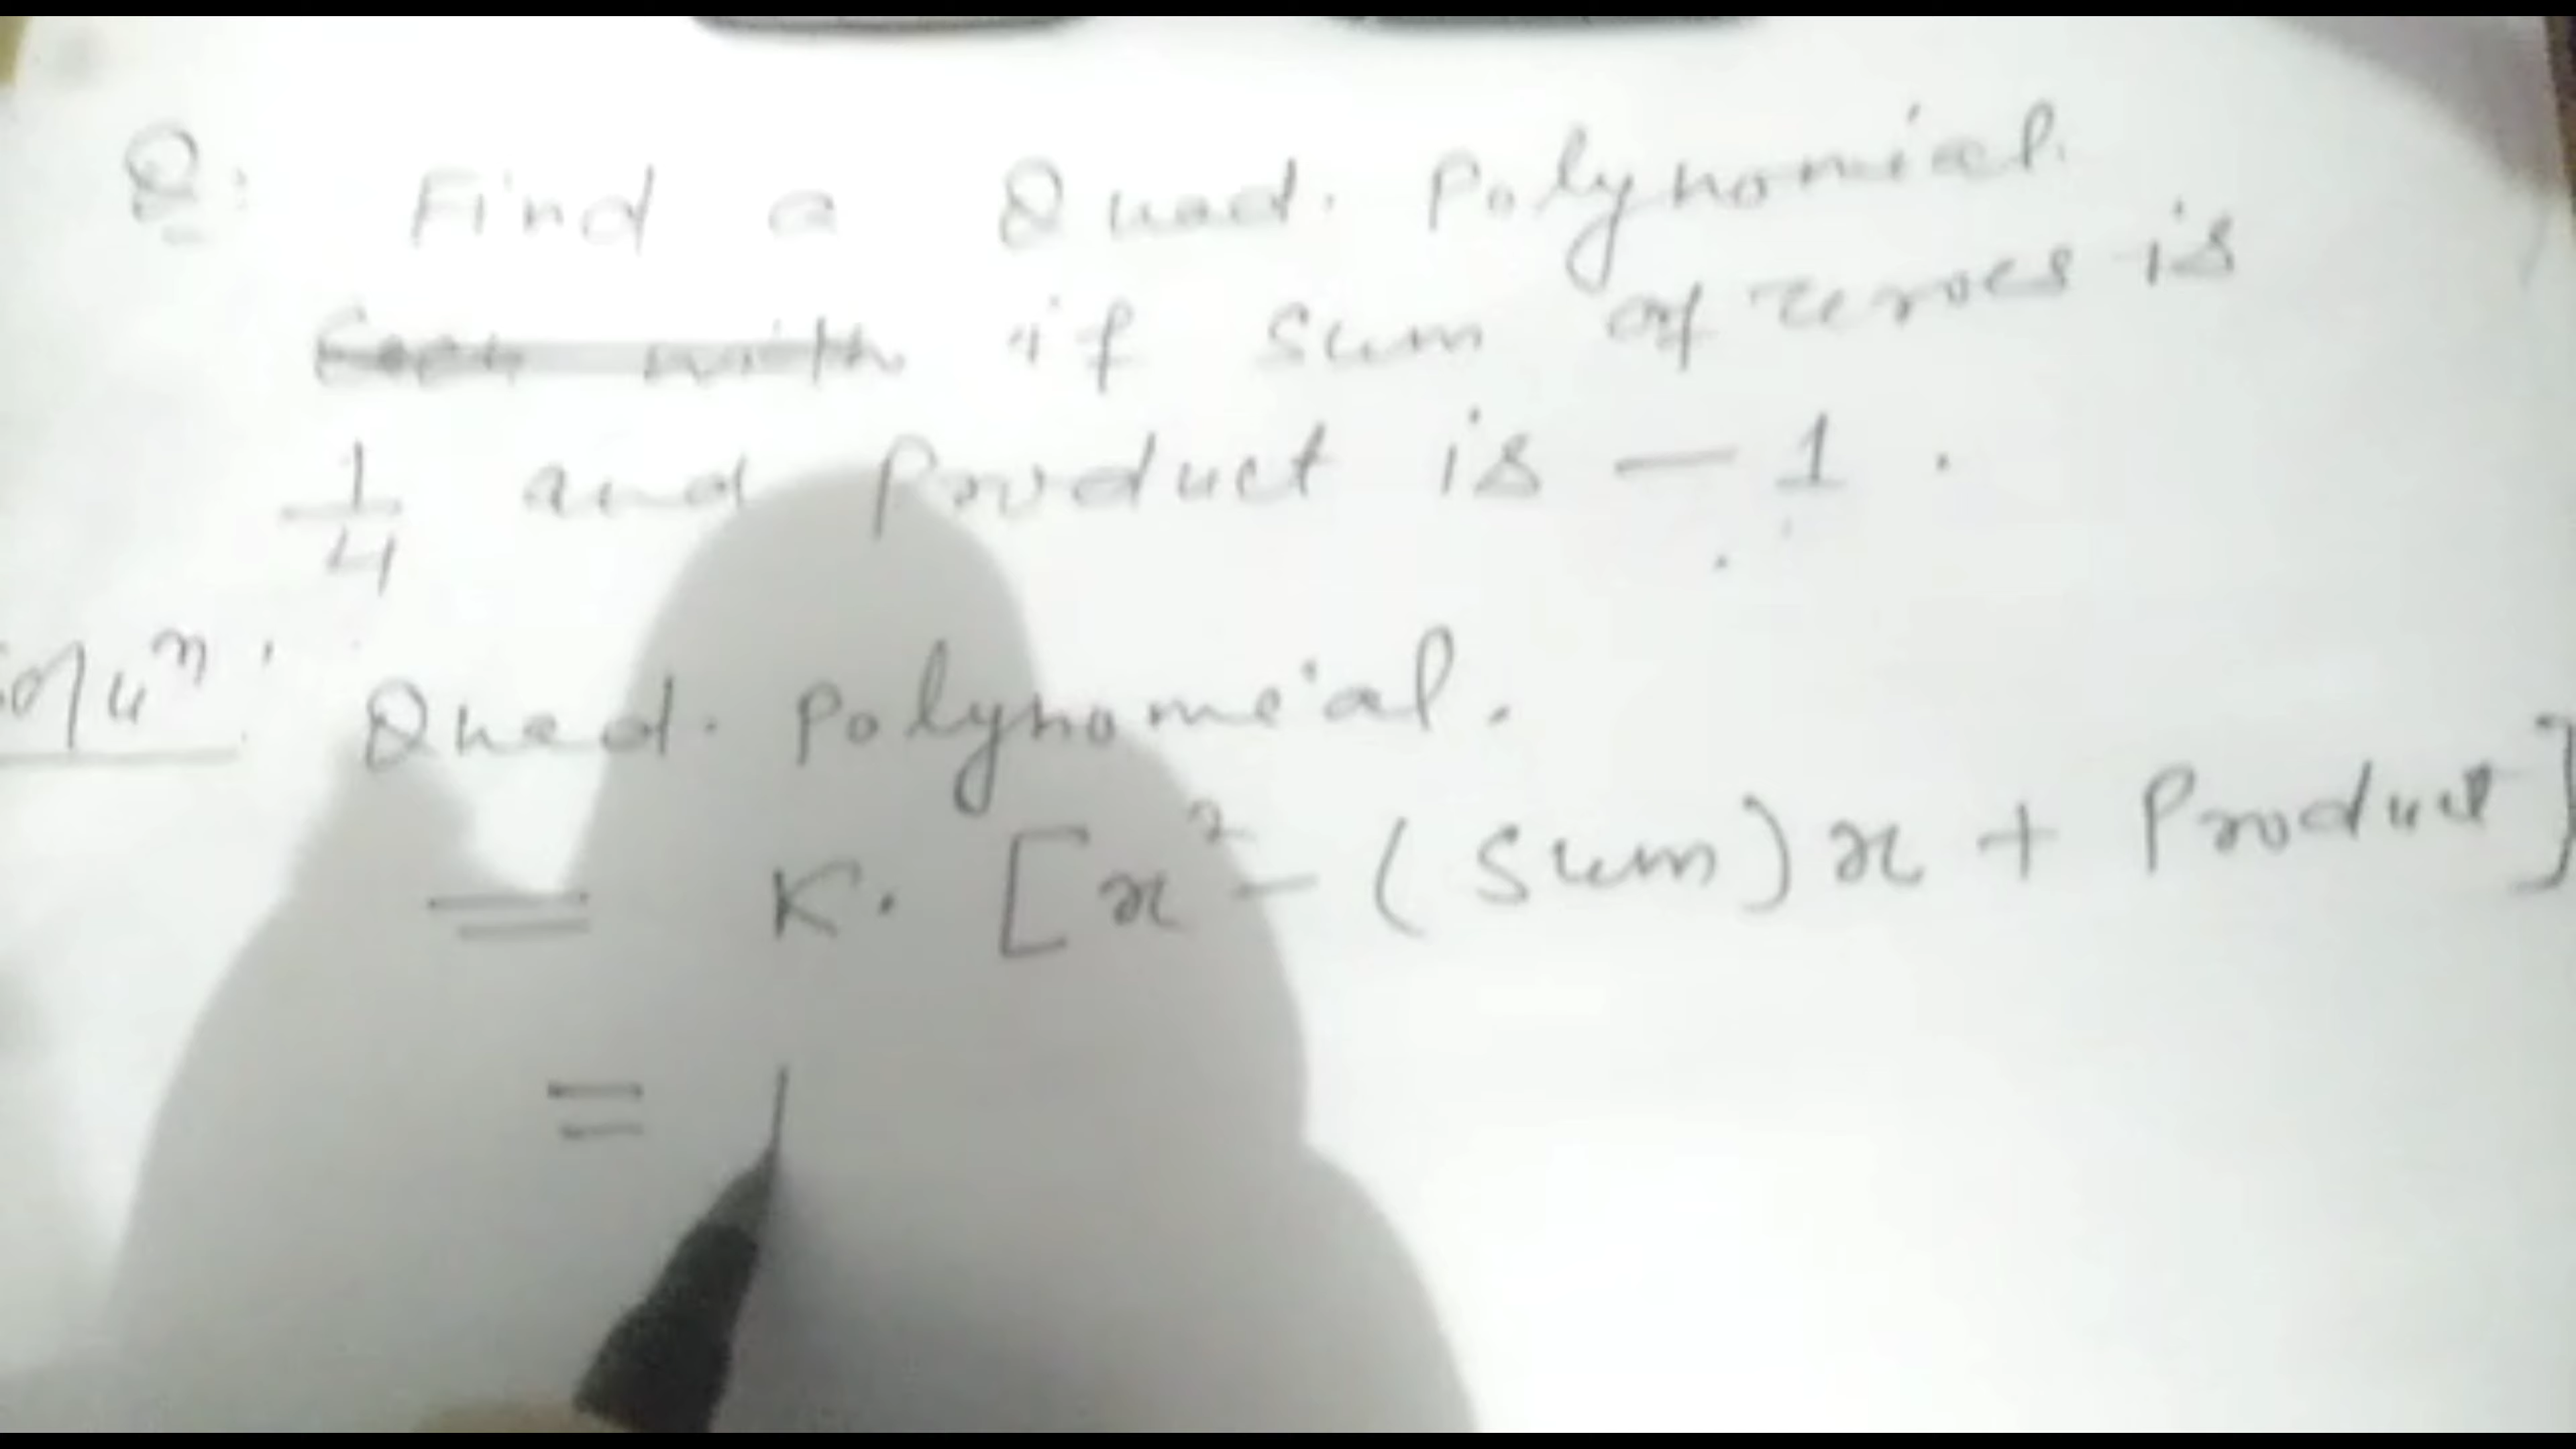 Q: Find a Quad. Polynomial
with if sum of zeroes is
1/4 and Product is — 1 .
Quad. Polynomial.
= K. [x² - (Sum) x + Product]
=